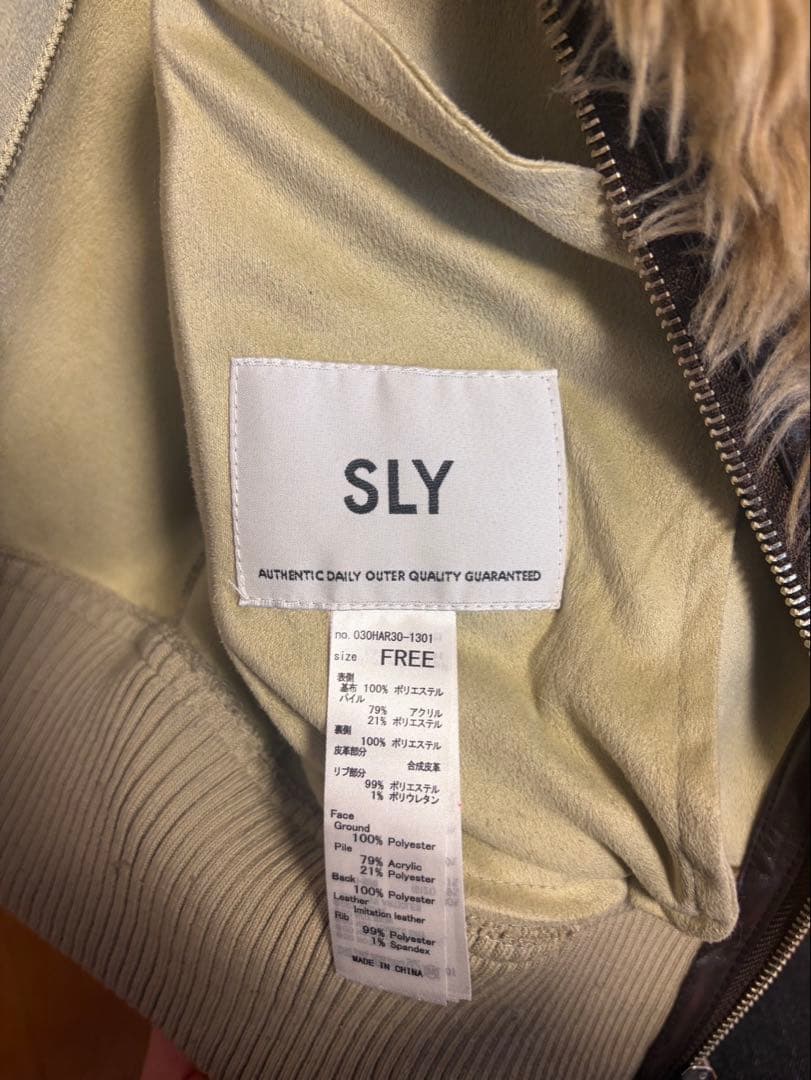 SLY
AUTHENTIC DAILY OUTER QUALITY GUARANTEED
no. 030HAR30-1301
size FREE
表側
基布 100% ポリエステル
パイル
79% アクリル
21% ポリエステル
裏側
100% ポリエステル
皮革部分
合成皮革
リブ部分
99% ポリエステル
1% ポリウレタン
Face
Ground
100% Polyester
Pile
79% Acrylic
21% Polyester
Back
100% Polyester
Leather
Imitation leather
Rib
99% Polyester
1% Spandex
MADE IN CHINA